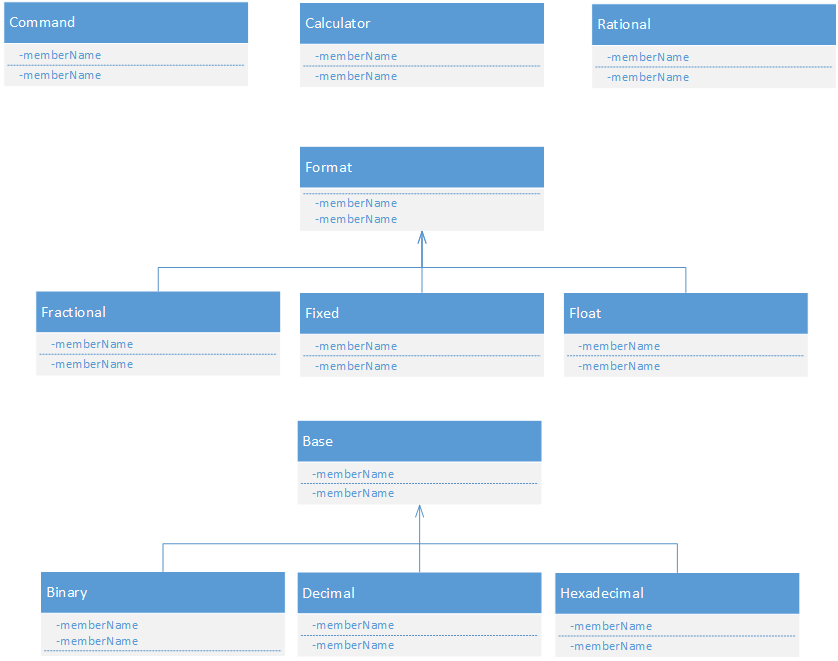 Command
-memberName
-memberName
Calculator
-memberName
-memberName
Rational
-memberName
-memberName
Format
-memberName
-memberName
Fractional
-memberName
-memberName
Fixed
-memberName
-memberName
Float
-memberName
-memberName
Base
-memberName
-memberName
Binary
-memberName
-memberName
Decimal
-memberName
-memberName
Hexadecimal
-memberName
-memberName